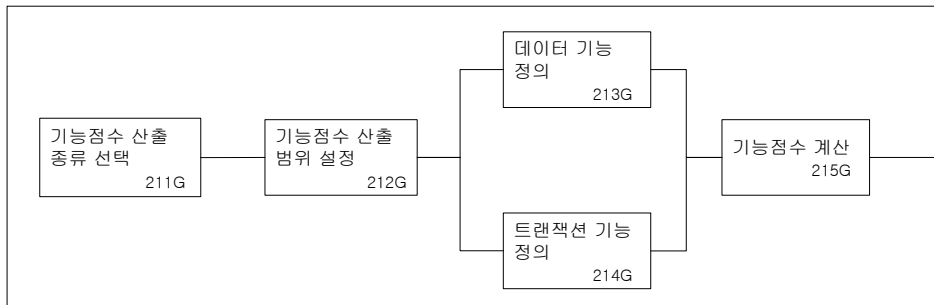 기능점수 산출
종류 선택
211G
기능점수 산출
범위 설정
212G
데이터 기능
정의
213G
트랜잭션 기능
정의
214G
기능점수 계산
215G